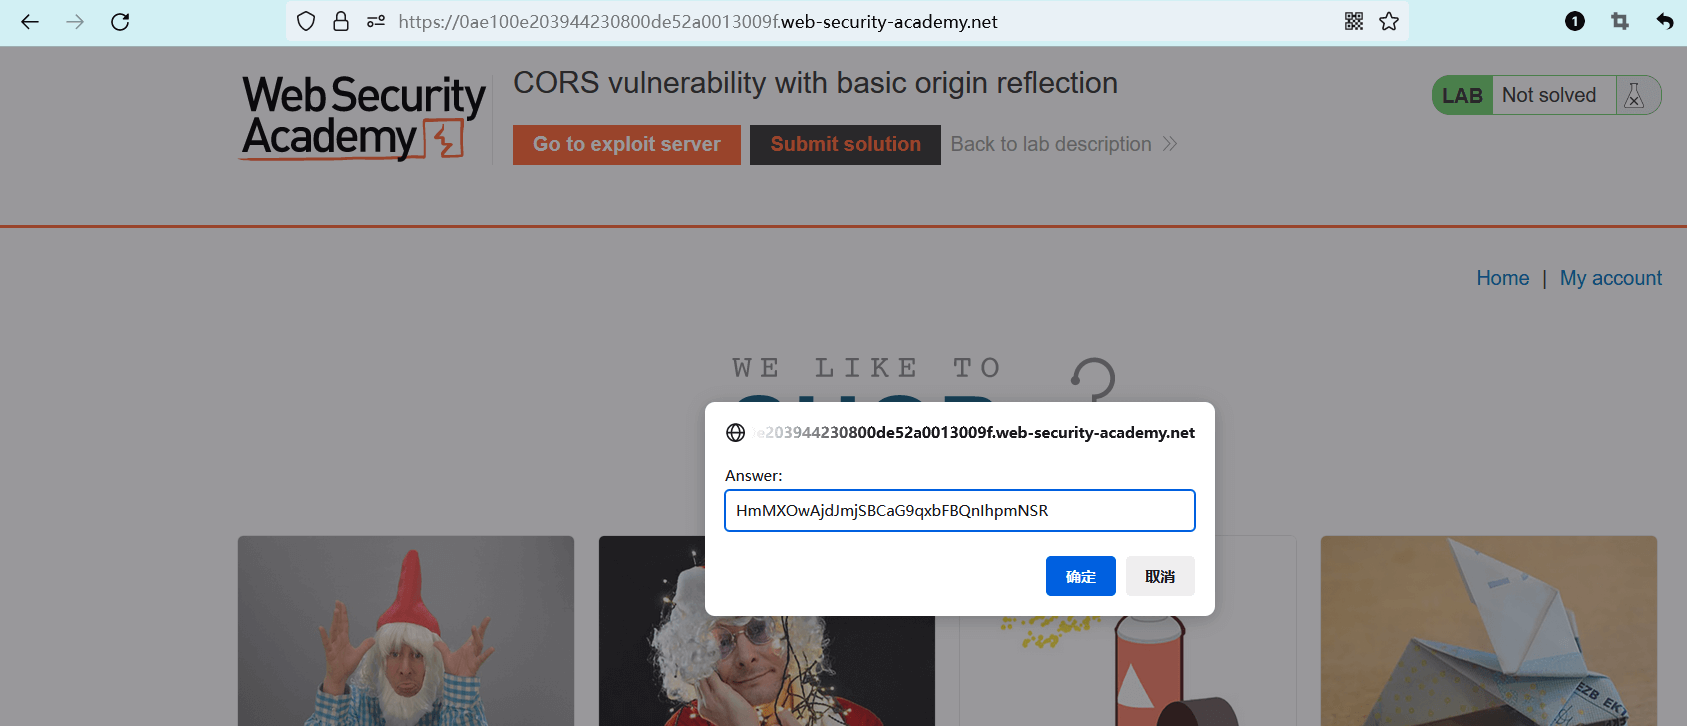 https://0ae100e203944230800de52a0013009f.web-security-academy.net
1
Web Security
Academy
CORS vulnerability with basic origin reflection
LAB Not solved
Go to exploit server
Submit solution
Back to lab description
Home | My account
WE LIKE TO
e203944230800de52a0013009f.web-security-academy.net
Answer:
HmMXOwAjdJmjSBCaG9qxbFBQnIhpmNSR
确定
取消
EZB EK